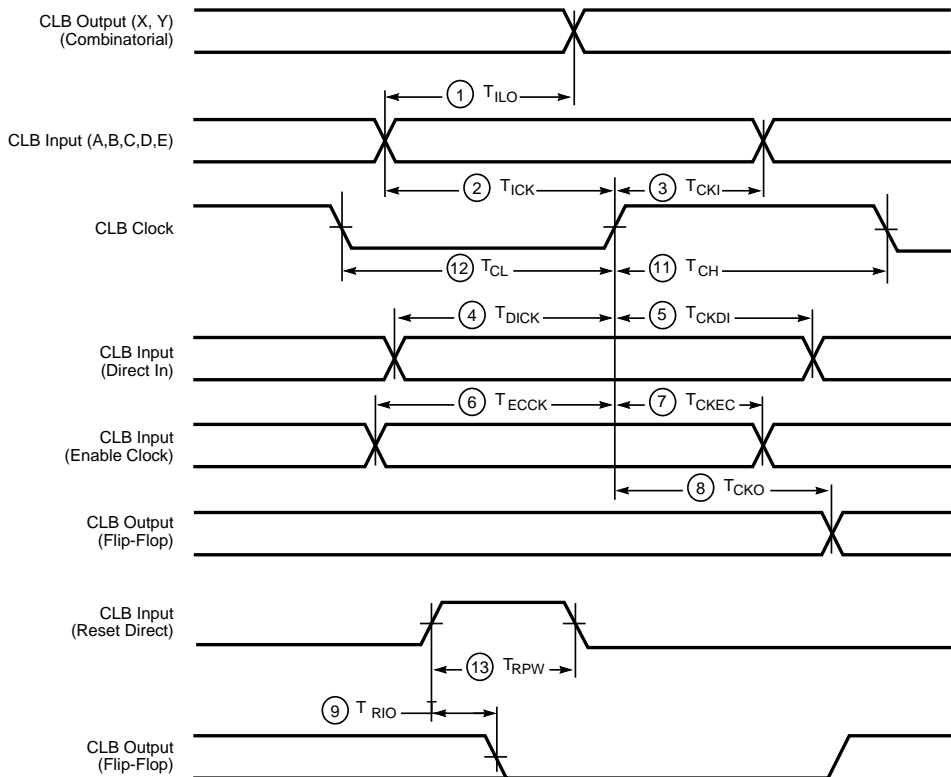 CLB Output (X, Y)
(Combinatorial)
1 TILO
CLB Input (A,B,C,D,E)
2 TICK
3 TCKI
CLB Clock
12 TCL
11 TCH
4 TDICK
5 TCKDI
CLB Input
(Direct In)
6 TECCK
7 TCKEC
CLB Input
(Enable Clock)
8 TCKO
CLB Output
(Flip-Flop)
CLB Input
(Reset Direct)
13 TRPW
9 T RIO
T
CLB Output
(Flip-Flop)